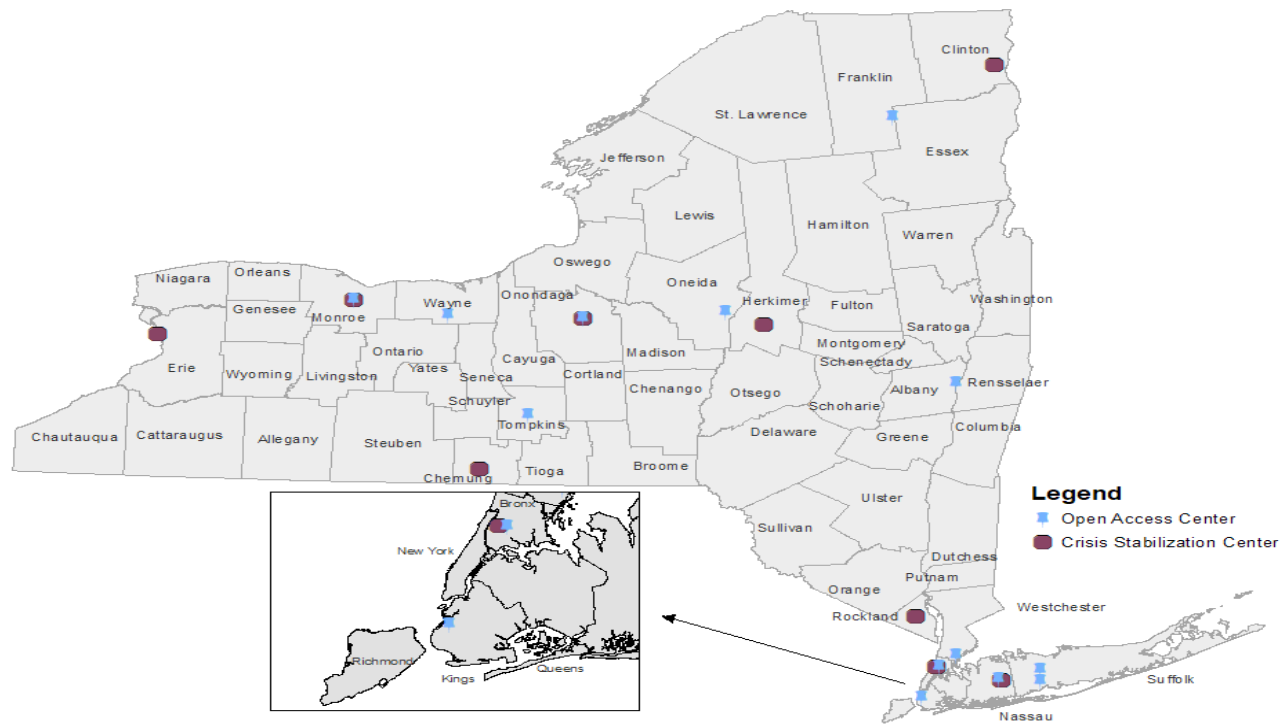 Clinton
Franklin
St. Lawrence
Essex
Jefferson
Lewis
Hamilton
Warren
Oswego
Niagara
Orleans
Oneida
Onondaga
Wayne
Herkimer
Washington
Genesee
Monroe
Fulton
Saratoga
Montgomery
Ontario
Madison
Cayuga
Schenectady
Erie
Wyoming
Livingston
Yates
Seneca
Cortland
Chenango
Otsego
Albany
Rensselaer
Schuyler
Schoharie
Tompkins
Columbia
Chautauqua
Cattaraugus
Allegany
Steuben
Delaware
Greene
Chemung
Tioga
Broome
Ulster
Sullivan
Dutchess
Putnam
Orange
Westchester
Rockland
Suffolk
Nassau
Bronx
New York
Richmond
Kings
Queens
Legend
Open Access Center
Crisis Stabilization Center